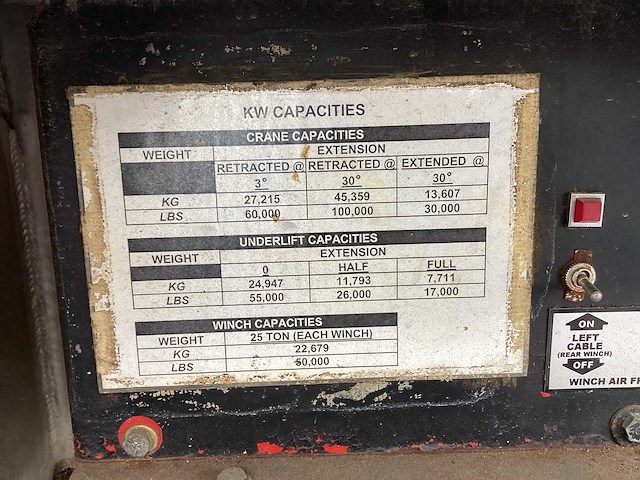 KW CAPACITIES
CRANE CAPACITIES
WEIGHT EXTENSION
RETRACTED @ 3° RETRACTED @ 30° EXTENDED @ 30°
KG 27,215 45,359 13,607
LBS 60,000 100,000 30,000
UNDERLIFT CAPACITIES
WEIGHT EXTENSION
0 HALF FULL
KG 24,947 11,793 7,711
LBS 55,000 26,000 17,000
WINCH CAPACITIES
WEIGHT 25 TON (EACH WINCH)
KG 22,679
LBS 50,000
ON
LEFT
CABLE
(REAR WINCH)
OFF
WINCH AIR